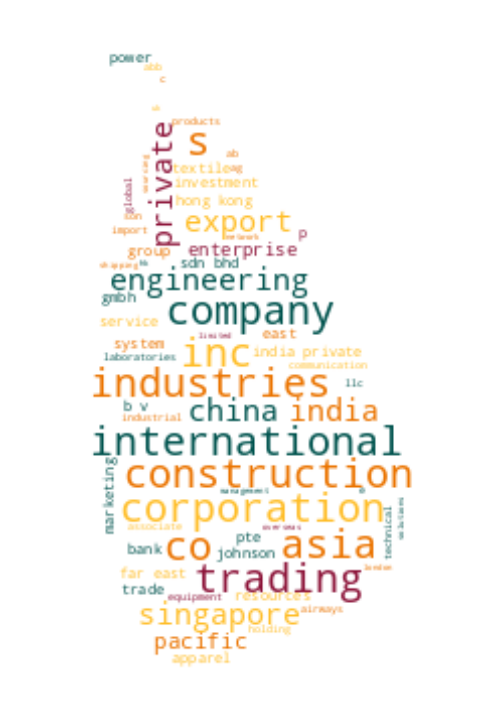 power
abb
c
products
private
s
ab
sourcing
textile
ag
investment
global
hong kong
export
import
network
p
group
enterprise
shipping
sdn bhd
engineering
gmbh
company
service
limited
east
system
inc
india private
laboratories
communication
industries
llc
b v
china
india
industrial
international
construction
marketing
management
corporation
solutions
associate
overseas
technical
pte
bank
co
johnson
asia
far east
trading
london
trade
equipment
resources
singapore
airways
holding
pacific
apparel